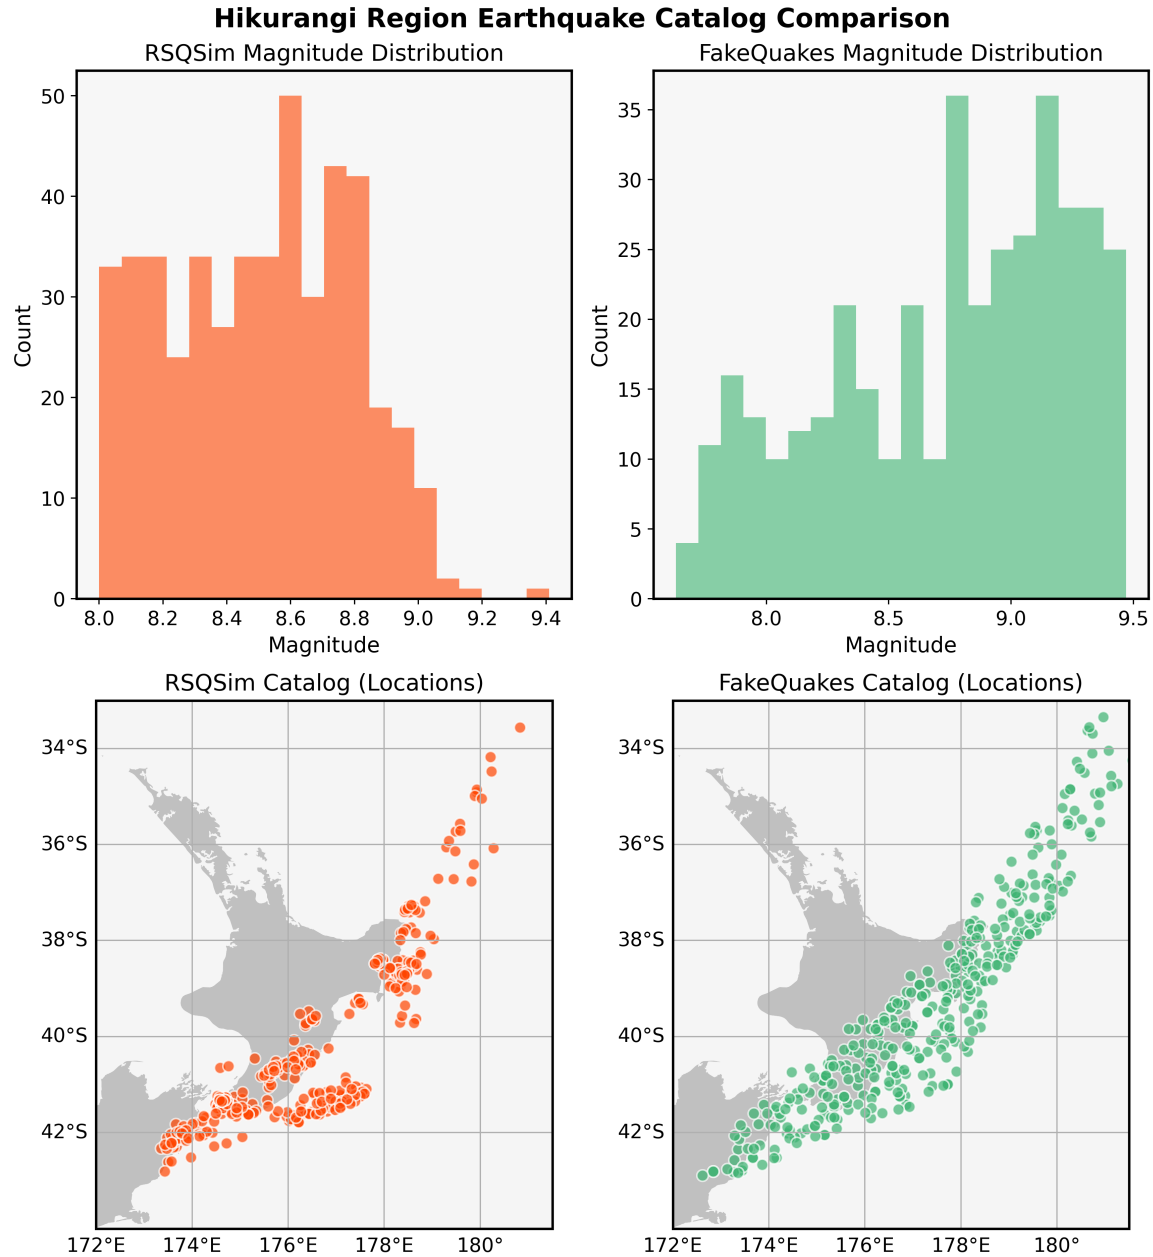 Hikurangi Region Earthquake Catalog Comparison
RSQSim Magnitude Distribution
50
40
30
20
10
0
Count
8.0 8.2 8.4 8.6 8.8 9.0 9.2 9.4
Magnitude
FakeQuakes Magnitude Distribution
35
30
25
20
15
10
5
0
Count
8.0 8.5 9.0 9.5
Magnitude
RSQSim Catalog (Locations)
34°S
36°S
38°S
40°S
42°S
172°E 174°E 176°E 178°E 180°
FakeQuakes Catalog (Locations)
34°S
36°S
38°S
40°S
42°S
172°E 174°E 176°E 178°E 180°